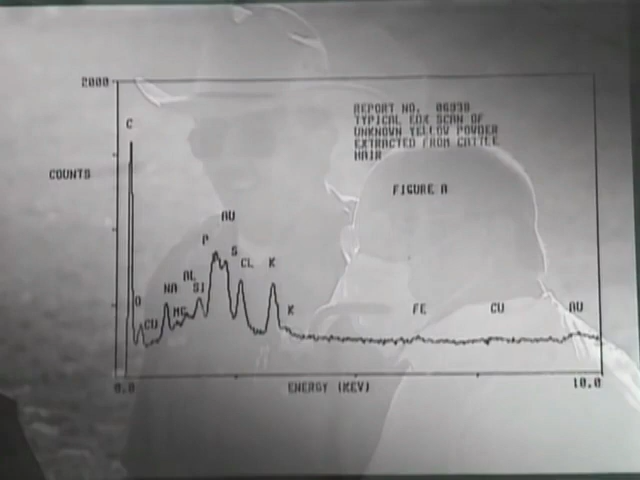 2000
REPORT NO. 06930
TYPICAL EDX SCAN OF
UNKNOWN YELLOW POWDER
EXTRACTED FROM CATTLE
HAIR
C
COUNTS
FIGURE A
AU
P
S
CL
K
AL
NA
SI
O
MG
CU
K
FE
CU
AU
0.0
ENERGY (KEV)
10.0